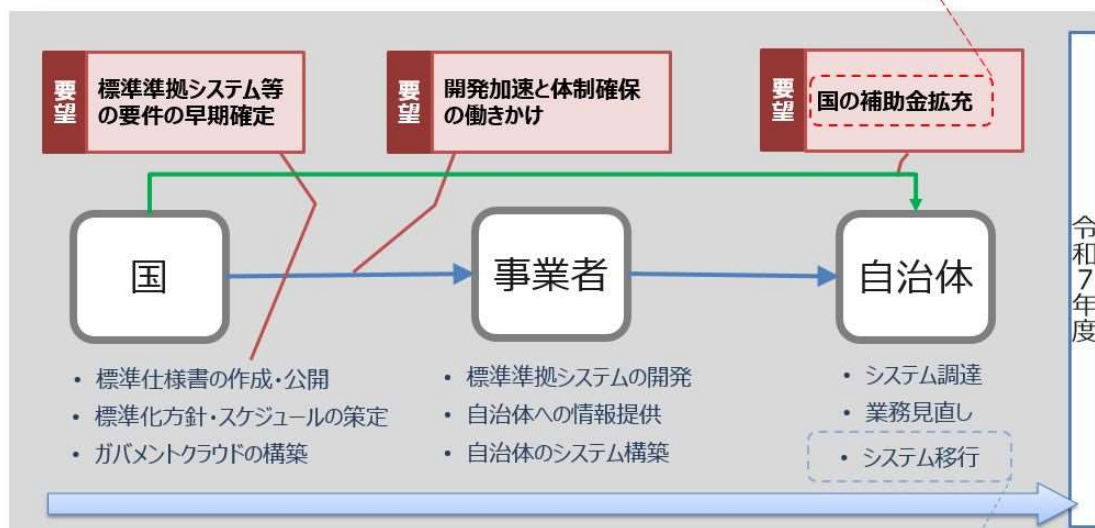 要望
標準準拠システム等
の要件の早期確定
要望
開発加速と体制確保
の働きかけ
要望
国の補助金拡充
国
事業者
自治体
・標準仕様書の作成・公開
・標準化方針・スケジュールの策定
・ガバメントクラウドの構築
・標準準拠システムの開発
・自治体への情報提供
・自治体のシステム構築
・システム調達
・業務見直し
・システム移行
令和7年度